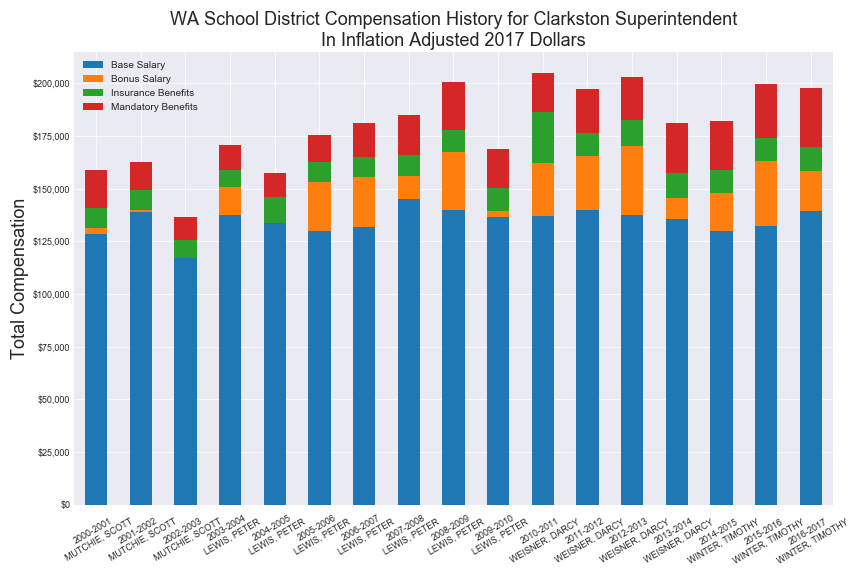 WA School District Compensation History for Clarkston Superintendent
In Inflation Adjusted 2017 Dollars
Base Salary
Bonus Salary
Insurance Benefits
Mandatory Benefits
Total Compensation
$200,000
$175,000
$150,000
$125,000
$100,000
$75,000
$50,000
$25,000
$0
2000-2001
MUTCHIE, SCOTT
2001-2002
MUTCHIE, SCOTT
2002-2003
MUTCHIE, SCOTT
2003-2004
LEWIS, PETER
2004-2005
LEWIS, PETER
2005-2006
LEWIS, PETER
2006-2007
LEWIS, PETER
2007-2008
LEWIS, PETER
2008-2009
LEWIS, PETER
2009-2010
LEWIS, PETER
2010-2011
WEISNER, DARCY
2011-2012
WEISNER, DARCY
2012-2013
WEISNER, DARCY
2013-2014
WEISNER, DARCY
2014-2015
WINTER, TIMOTHY
2015-2016
WINTER, TIMOTHY
2016-2017
WINTER, TIMOTHY